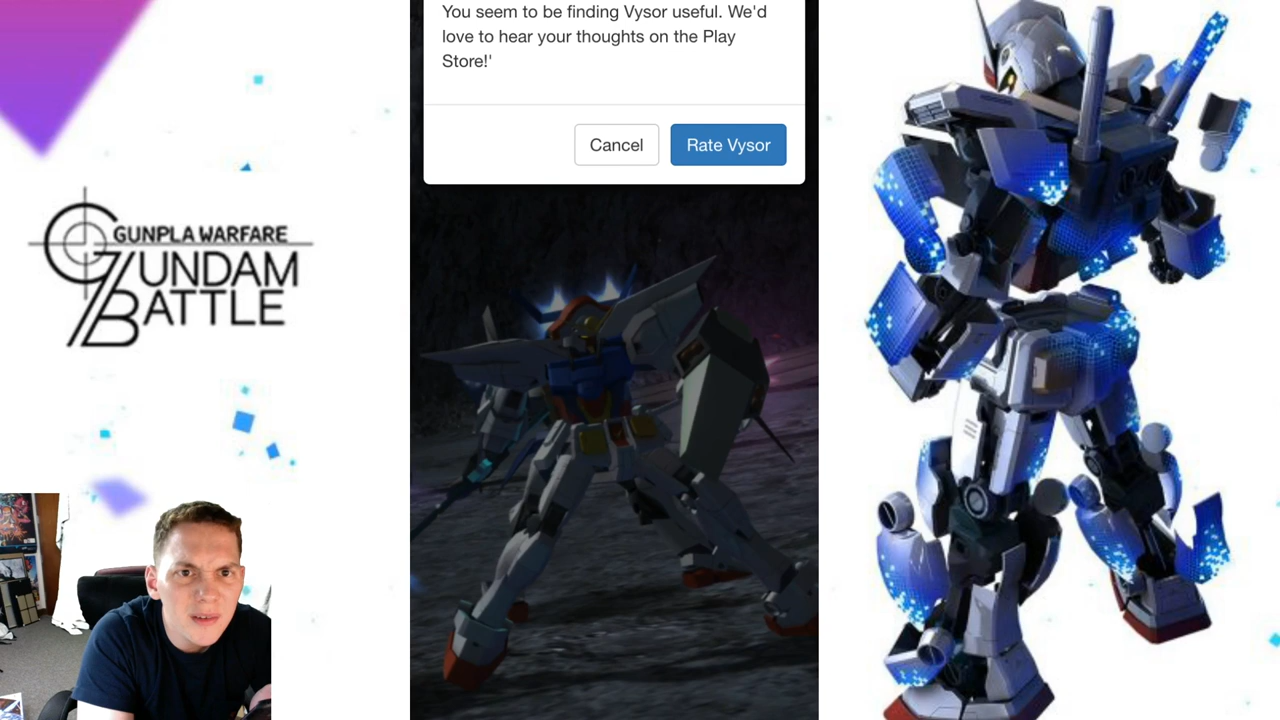 GUNPLA WARFARE
GUNDAM
BATTLE
You seem to be finding Vysor useful. We'd
love to hear your thoughts on the Play
Store!'
Cancel
Rate Vysor